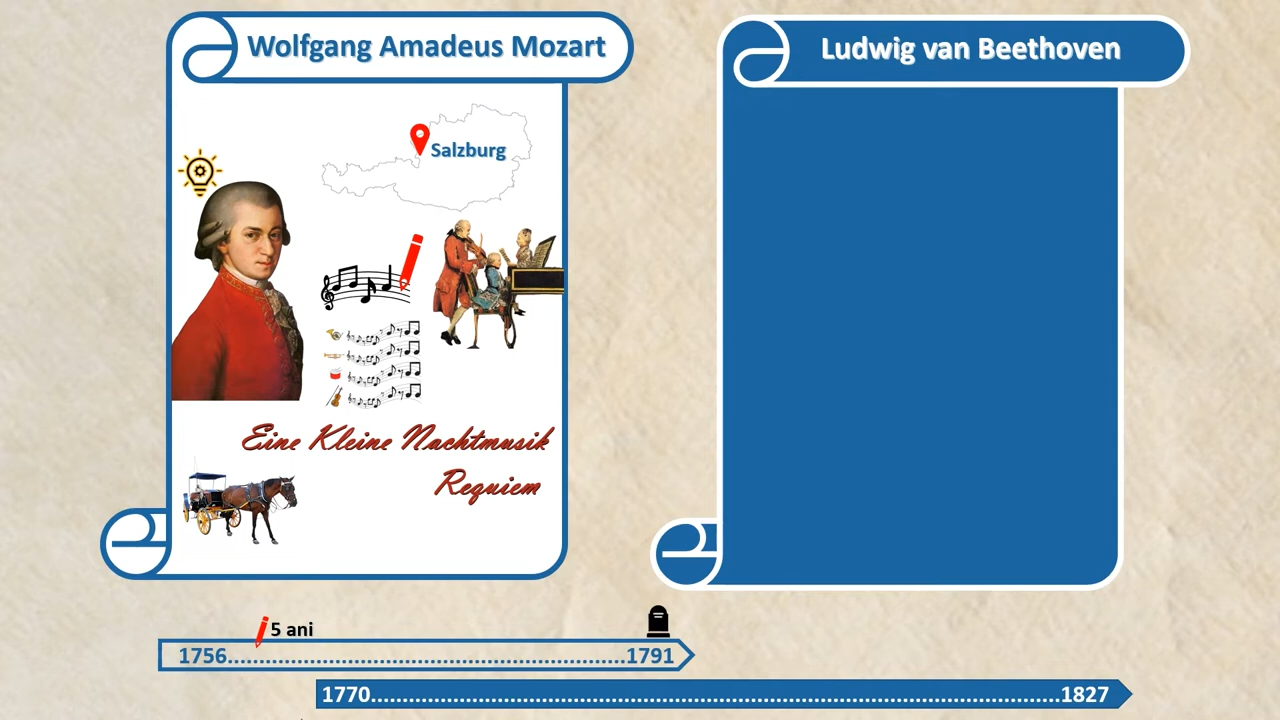 Wolfgang Amadeus Mozart
Salzburg
Eine Kleine Nachtmusik
Requiem
Ludwig van Beethoven
5 ani
1756..........................................................1791
1770....................................................................................................1827